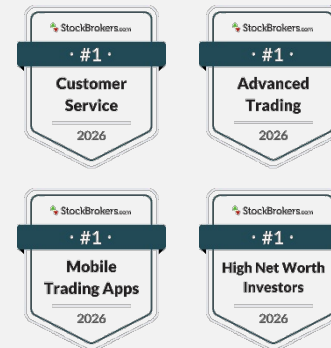 StockBrokers.com
· #1 ·
Customer
Service
2026
StockBrokers.com
· #1 ·
Advanced
Trading
2026
StockBrokers.com
· #1 ·
Mobile
Trading Apps
2026
StockBrokers.com
· #1 ·
High Net Worth
Investors
2026